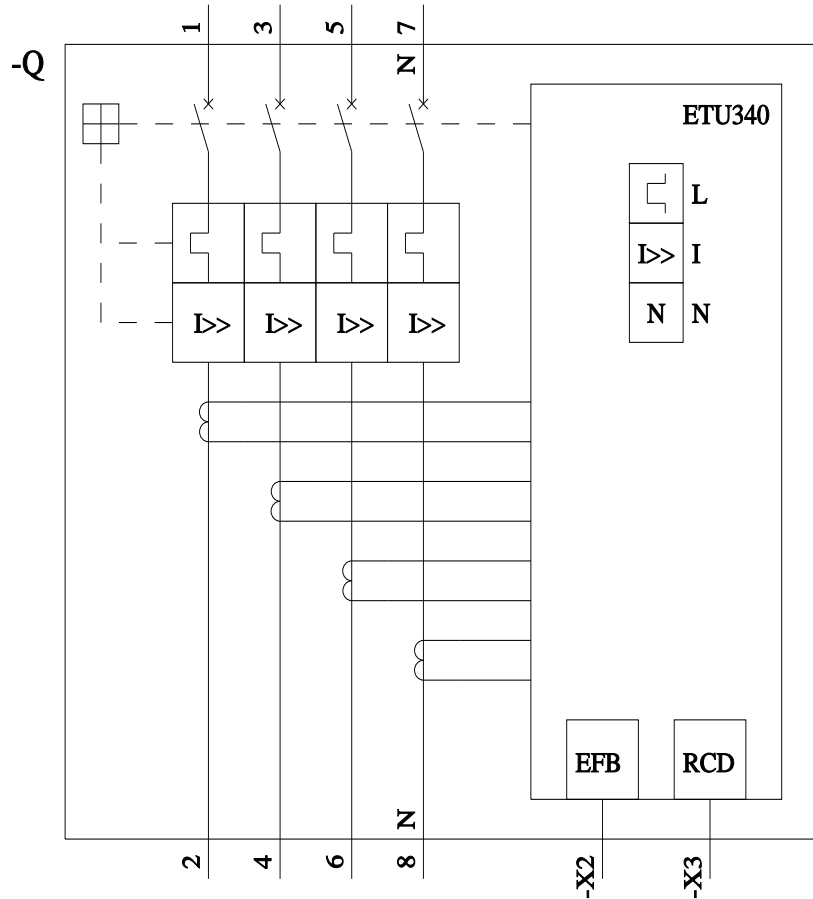 1 3 5 7
-Q
N
ETU340
L
I>> I
N N
I>> I>> I>> I>>
EFB RCD
N
2 4 6 8
-X2 -X3